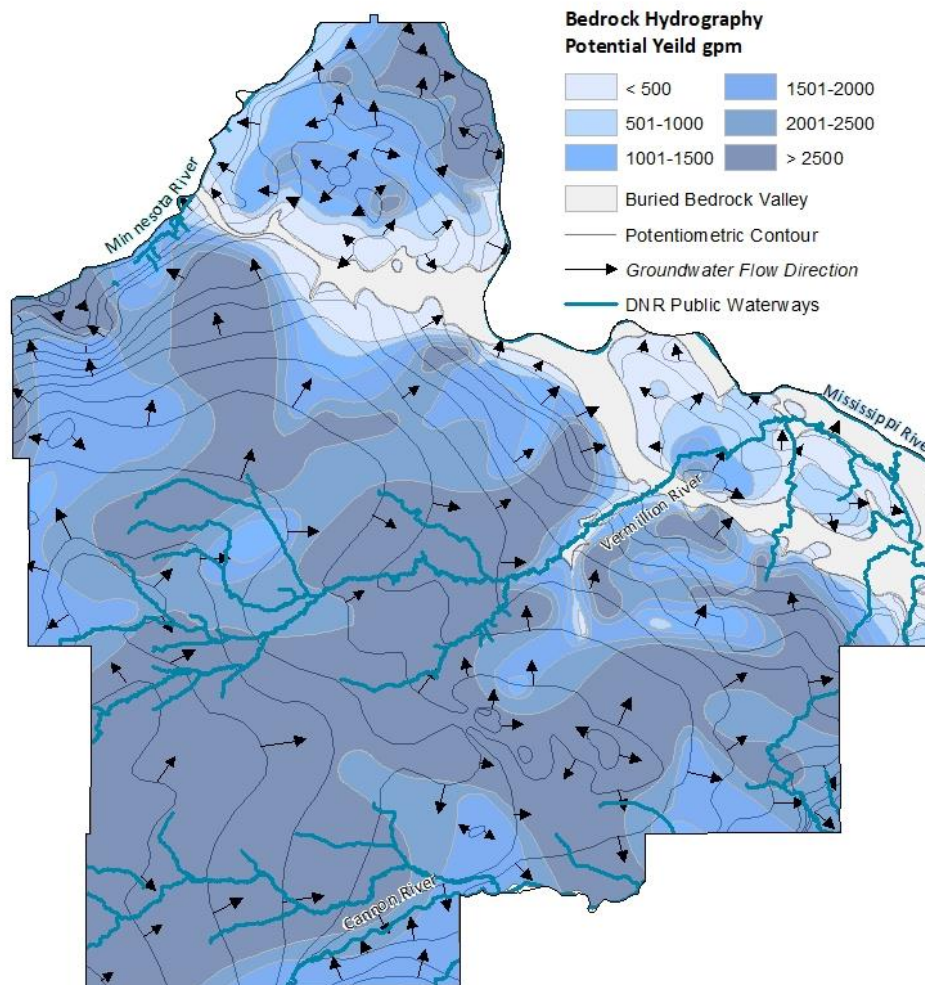 Bedrock Hydrography
Potential Yeild gpm
< 500
1501-2000
501-1000
2001-2500
1001-1500
> 2500
Buried Bedrock Valley
Potentiometric Contour
Groundwater Flow Direction
DNR Public Waterways
Minnesota River
Mississippi River
Vermillion River
Cannon River